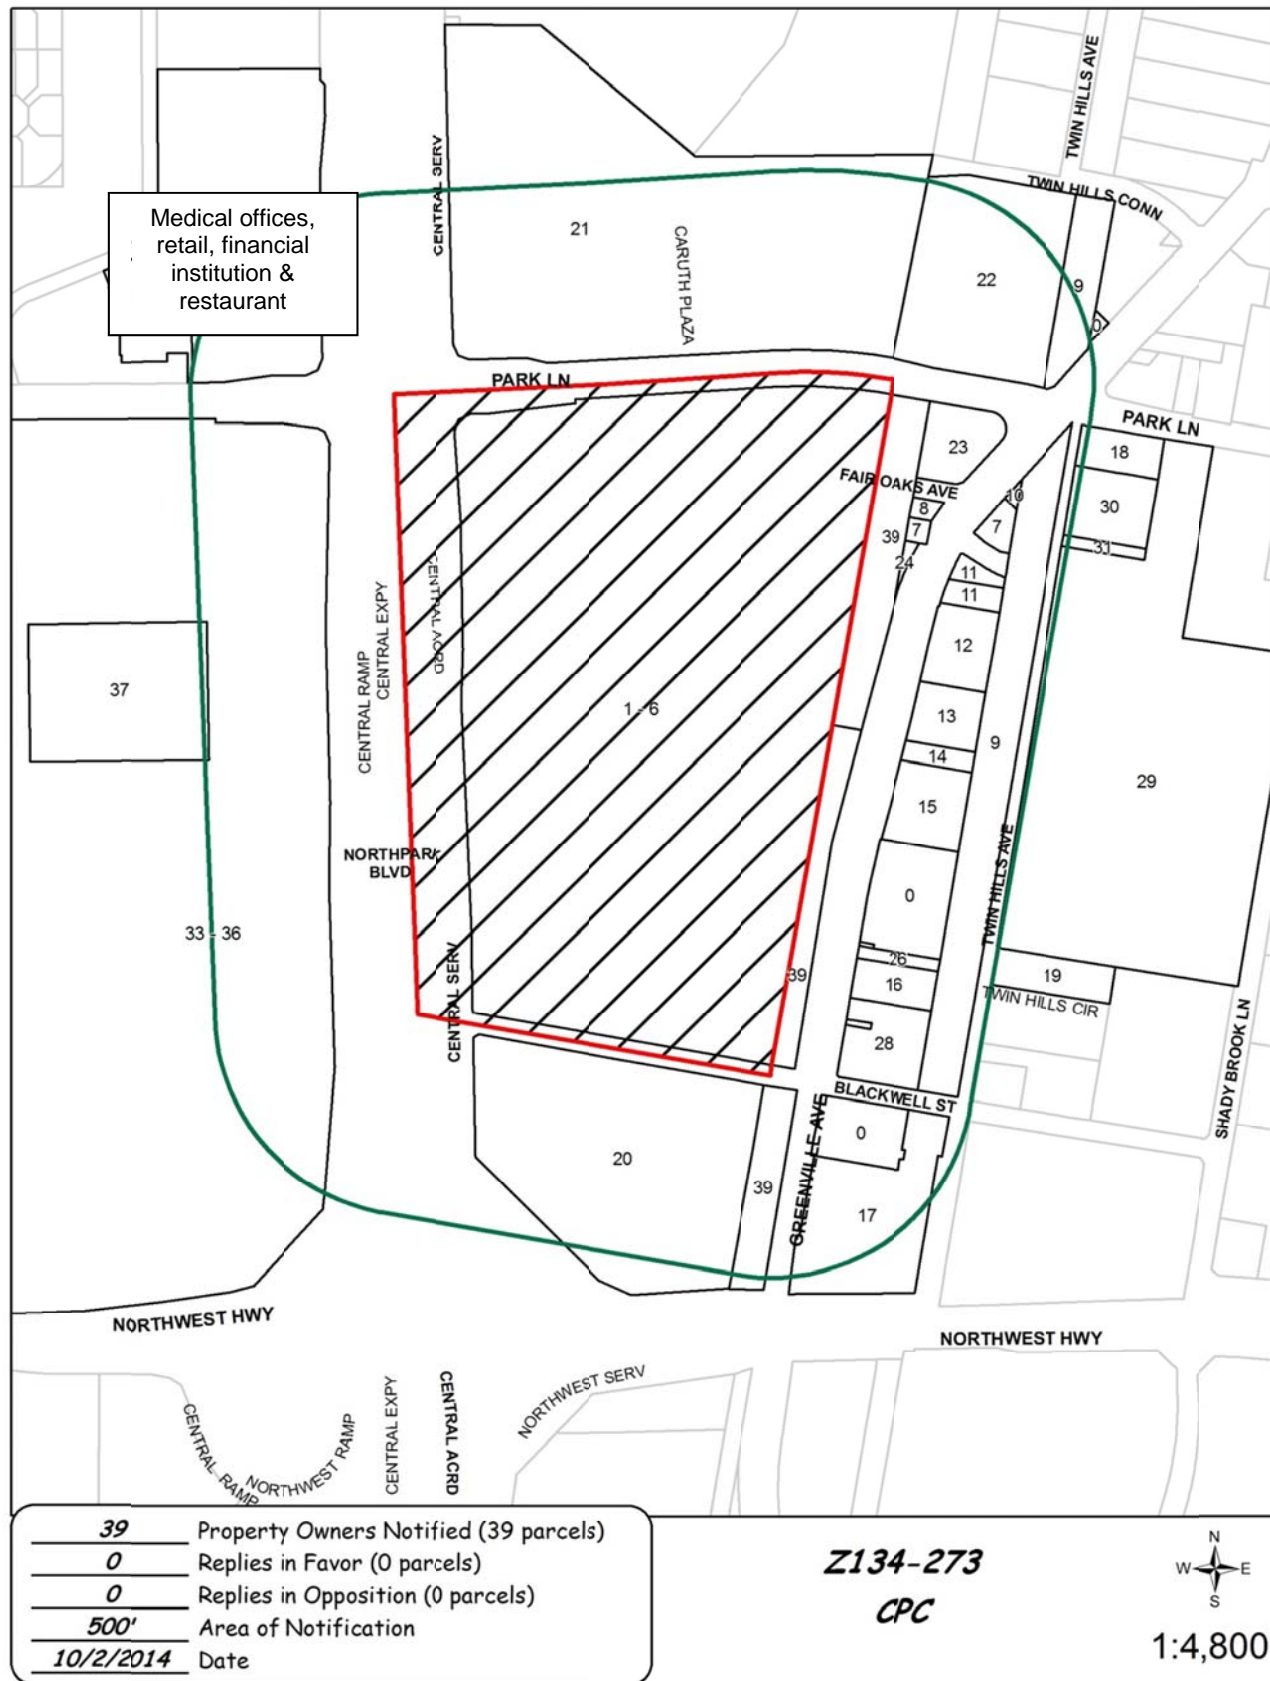 TWIN HILLS AVE
CENTRAL SERV
TWIN HILLS CONN
Medical offices,
retail, financial
institution &
restaurant
21
CARUTH PLAZA
22
9
0
PARK LN
PARK LN
23
18
FAIR OAKS AVE
10
30
8
7
7
39
24
31
11
11
CENTRAL ACRD
CENTRAL EXPY
CENTRAL RAMP
12
37
1 - 6
13
9
14
29
15
NORTHPARK
BLVD
TWIN HILLS AVE
0
33 - 36
CENTRAL SERV
26
39
16
19
TWIN HILLS CIR
28
SHADY BROOK LN
BLACKWELL ST
GREENVILLE AVE
0
20
39
17
NORTHWEST HWY
NORTHWEST HWY
NORTHWEST SERV
CENTRAL RAMP
NORTHWEST RAMP
CENTRAL EXPY
CENTRAL ACRD
39 Property Owners Notified (39 parcels)
0 Replies in Favor (0 parcels)
0 Replies in Opposition (0 parcels)
500' Area of Notification
10/2/2014 Date
Z134-273
CPC
N
W E
S
1:4,800